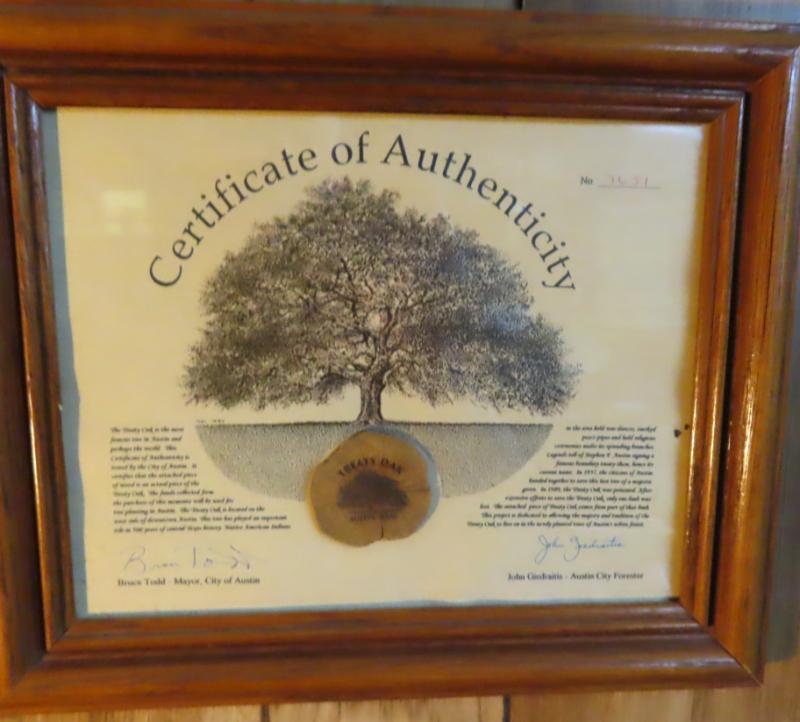 Certificate of Authenticity
No
The Treaty Oak is the most
famous tree in Austin and
perhaps the world. This
Certificate of Authenticity is
issued by the City of Austin. It
certifies that the attached piece
of wood is an actual piece of the
Treaty Oak. The funds collected from
the purchase of this memento will be used for
tree planting in Austin. The Treaty Oak is located on the
west side of downtown Austin. This tree has played an important
role in 500 years of central Texas history. Native American Indians
in the area held war dances, smoked
peace pipes and held religious
ceremonies under its spreading branches.
Legends tell of Stephen F. Austin signing a
famous boundary treaty there, hence its
current name. In 1937, the citizens of Austin
banded together to save this last tree of a majestic
grove. In 1989, the Treaty Oak was poisoned. After
extensive efforts to save the Treaty Oak, only one-third was
lost. The attached piece of Treaty Oak comes from part of that limb.
This project is dedicated to allowing the majesty and tradition of the
Treaty Oak to live on in the newly planted trees of Austin's urban forest.
TREATY OAK
Bruce Todd
Bruce Todd - Mayor, City of Austin
John Giedraitis
John Giedraitis - Austin City Forester